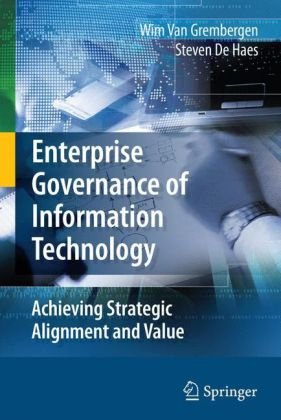 Wim Van Grembergen
Steven De Haes
Enterprise
Governance of
Information
Technology
Achieving Strategic
Alignment and Value
Springer